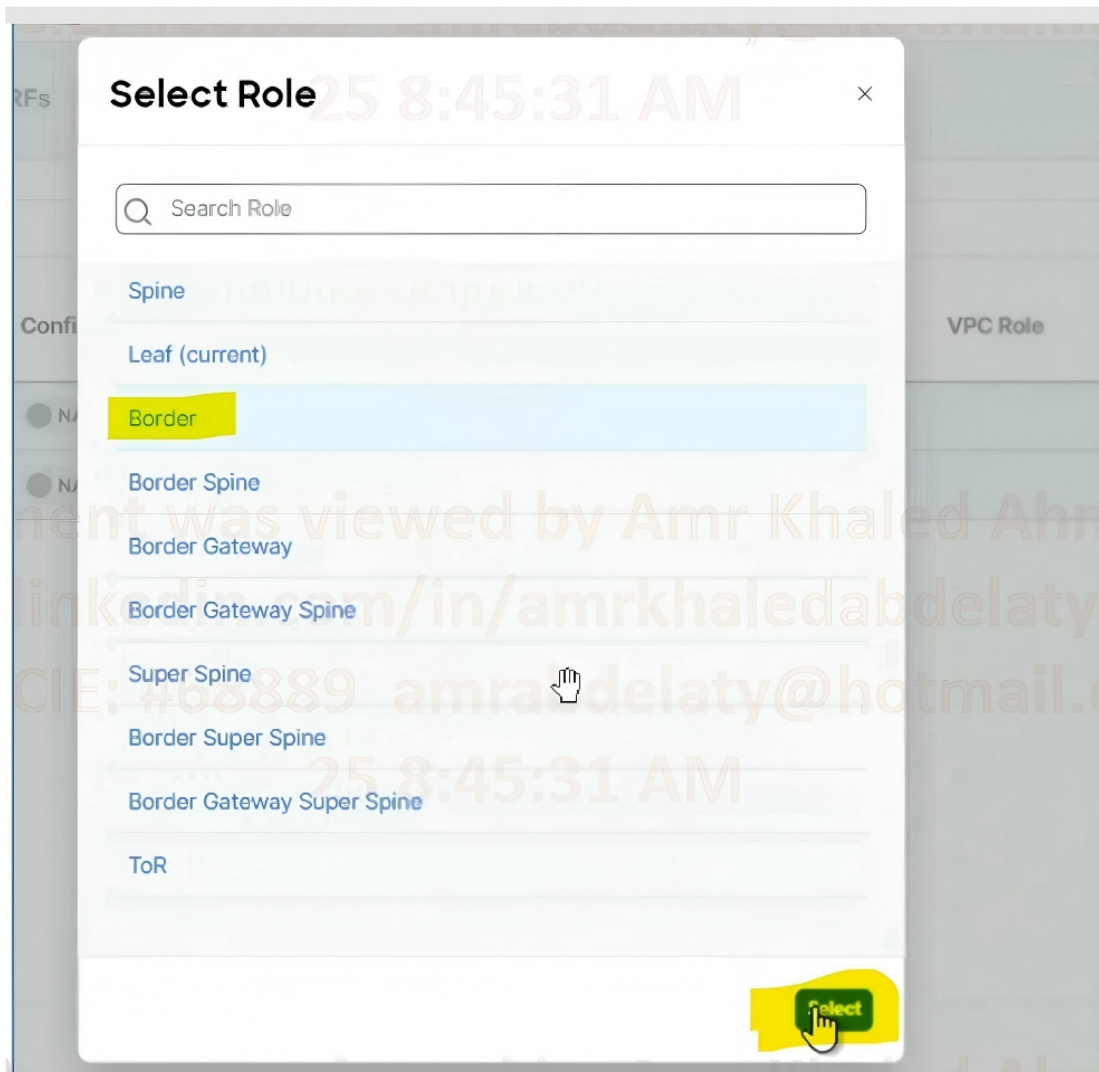 25 8:45:31 AM
RFs
Select Role
Search Role
Spine
Confi
VPC Role
Leaf (current)
Border
Border Spine
ment was viewed by Amr Khaled Ahm
Border Gateway
linkedin.com/in/amrkhaledabdelaty
Border Gateway Spine
Super Spine
CIE: #68889 amrabdelaty@hotmail.c
Border Super Spine
25 8:45:31 AM
Border Gateway Super Spine
ToR
Select